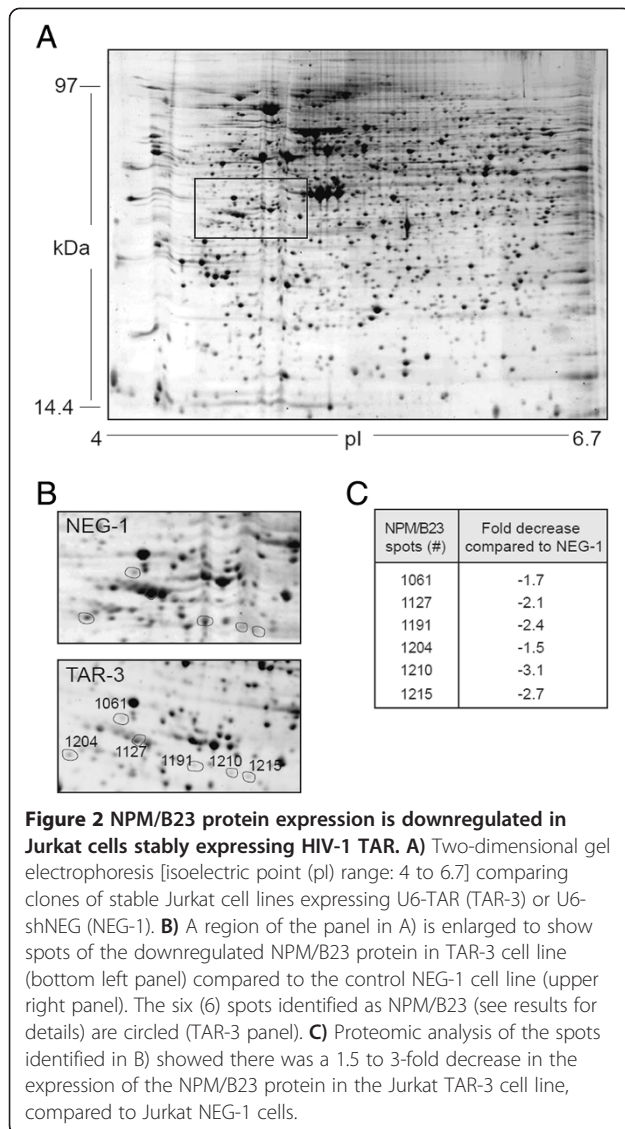 A
97
kDa
14.4
4
pI
6.7
B
NEG-1
TAR-3
1061
1204
1127
1191
1210
1215
C
NPM/B23 spots (#)
Fold decrease compared to NEG-1
1061 -1.7
1127 -2.1
1191 -2.4
1204 -1.5
1210 -3.1
1215 -2.7
Figure 2 NPM/B23 protein expression is downregulated in
Jurkat cells stably expressing HIV-1 TAR. A) Two-dimensional gel
electrophoresis [isoelectric point (pI) range: 4 to 6.7] comparing
clones of stable Jurkat cell lines expressing U6-TAR (TAR-3) or U6-
shNEG (NEG-1). B) A region of the panel in A) is enlarged to show
spots of the downregulated NPM/B23 protein in TAR-3 cell line
(bottom left panel) compared to the control NEG-1 cell line (upper
right panel). The six (6) spots identified as NPM/B23 (see results for
details) are circled (TAR-3 panel). C) Proteomic analysis of the spots
identified in B) showed there was a 1.5 to 3-fold decrease in the
expression of the NPM/B23 protein in the Jurkat TAR-3 cell line,
compared to Jurkat NEG-1 cells.